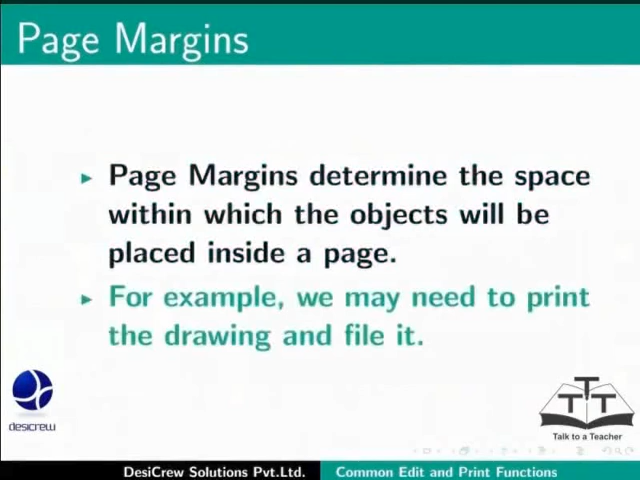 Page Margins
▶ Page Margins determine the space
within which the objects will be
placed inside a page.
▶ For example, we may need to print
the drawing and file it.
desicrew
TTT
Talk to a Teacher
DesiCrew Solutions Pvt.Ltd.
Common Edit and Print Functions